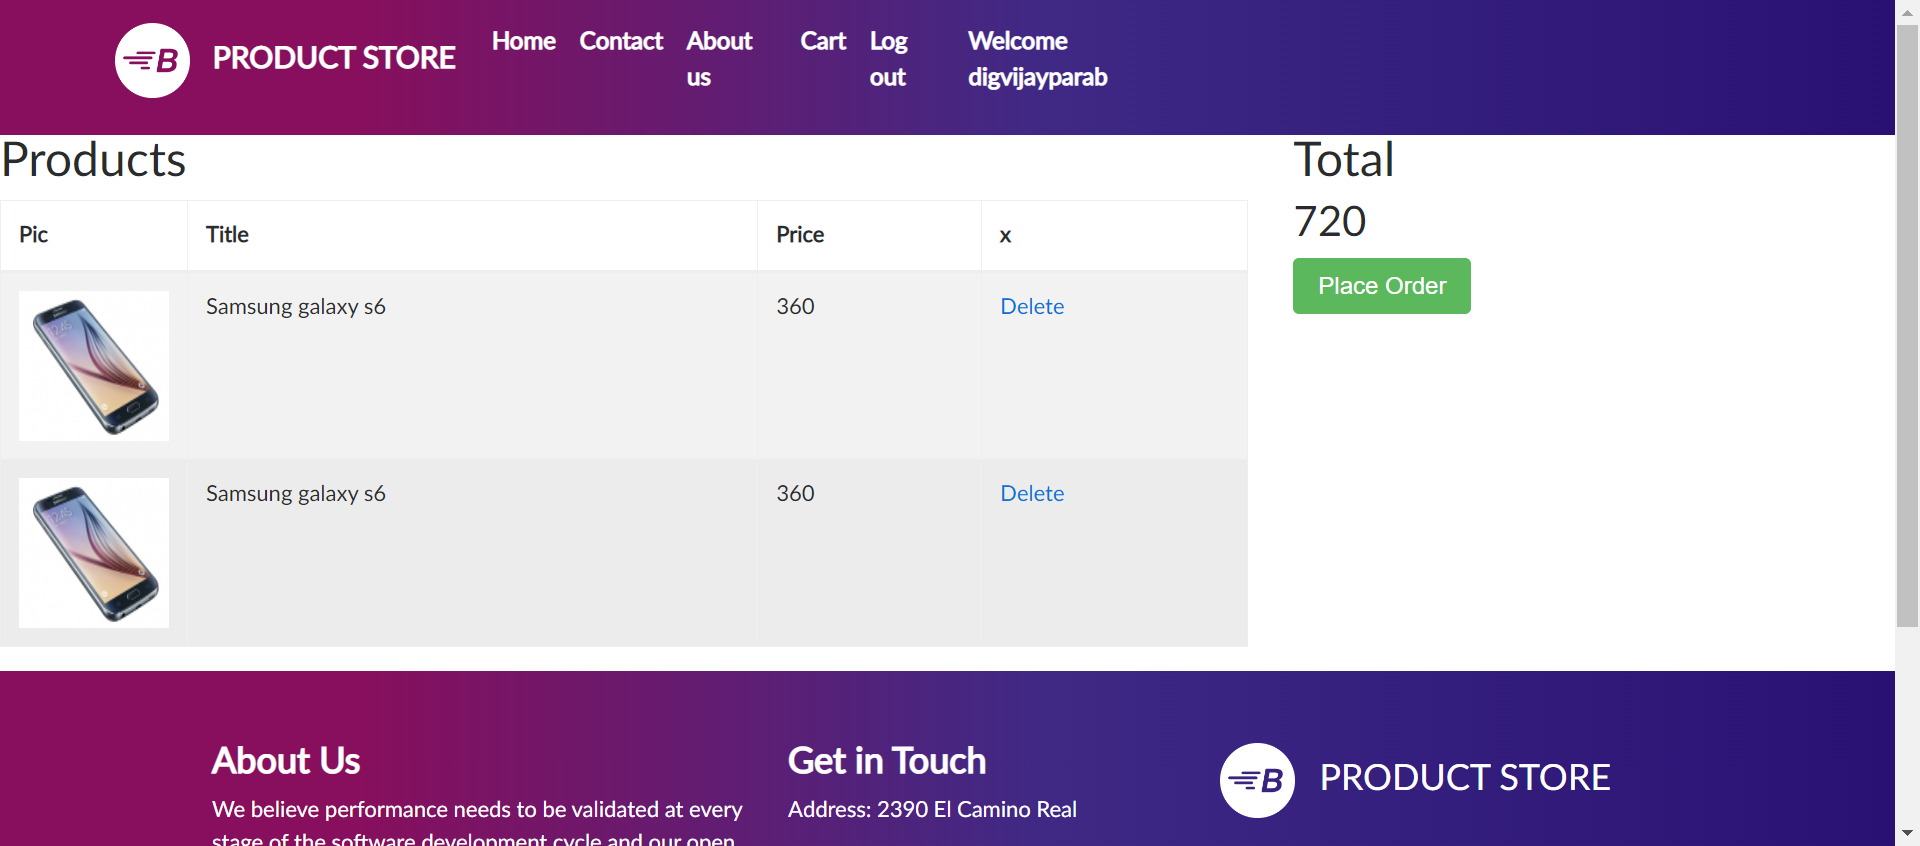 B PRODUCT STORE Home Contact About us Cart Log out Welcome digvijayparab
Products
Total
720
Place Order
Pic Title Price x
Samsung galaxy s6 360 Delete
Samsung galaxy s6 360 Delete
About Us
We believe performance needs to be validated at every
stage of the software development cycle and our open
Get in Touch
Address: 2390 El Camino Real
B PRODUCT STORE